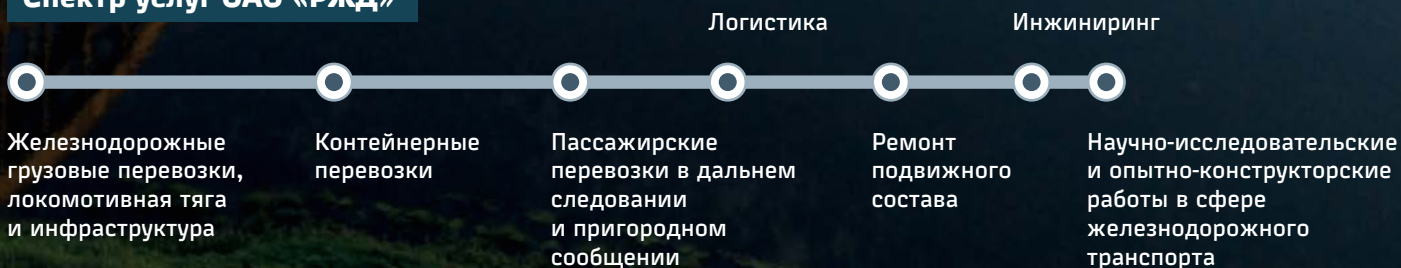 Спектр услуг ОАО «РЖД»
Логистика
Инжиниринг
Железнодорожные
грузовые перевозки,
локомотивная тяга
и инфраструктура
Контейнерные
перевозки
Пассажирские
перевозки в дальнем
следовании
и пригородном
сообщении
Ремонт
подвижного
состава
Научно-исследовательские
и опытно-конструкторские
работы в сфере
железнодорожного
транспорта